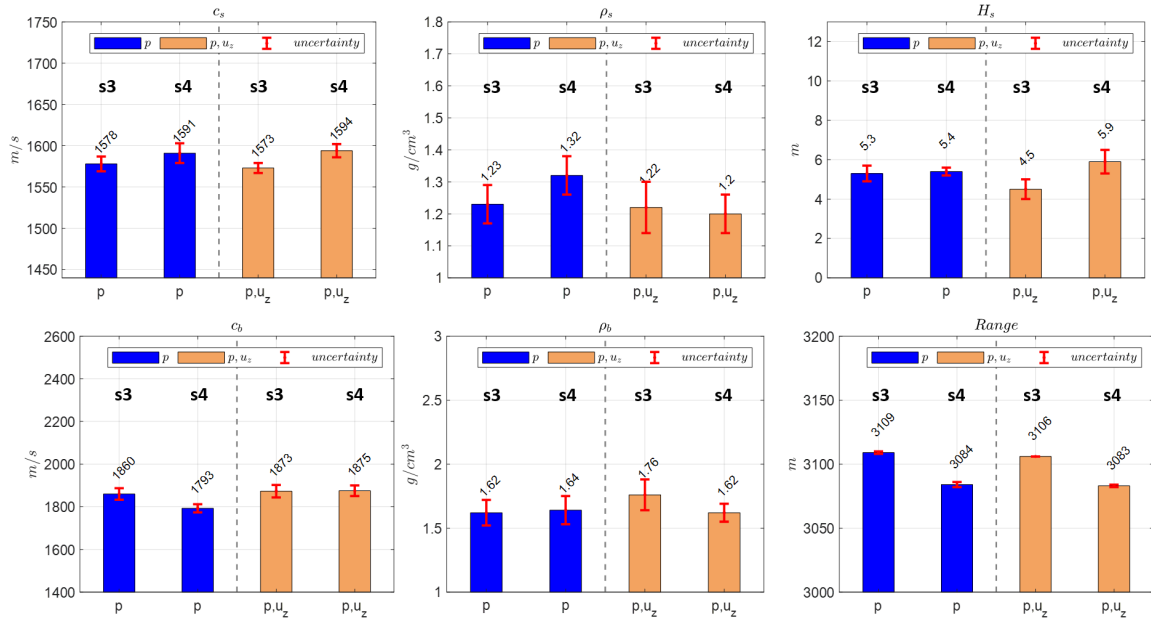 c_s
1750
1700
1650
1600
1550
1500
1450
m/s
p p, u_z uncertainty
s3 s4 s3 s4
1578 1591 1573 1594
p p p,u_z p,u_z
ρ_s
1.8
1.7
1.6
1.5
1.4
1.3
1.2
1.1
1
g/cm³
p p, u_z uncertainty
s3 s4 s3 s4
1.23 1.32 1.22 1.2
p p p,u_z p,u_z
H_s
12
10
8
6
4
2
0
m
p p, u_z uncertainty
s3 s4 s3 s4
5.3 5.4 4.5 5.9
p p p,u_z p,u_z
c_b
2600
2400
2200
2000
1800
1600
1400
m/s
p p, u_z uncertainty
s3 s4 s3 s4
1860 1793 1873 1875
p p p,u_z p,u_z
ρ_b
3
2.5
2
1.5
1
g/cm³
p p, u_z uncertainty
s3 s4 s3 s4
1.62 1.64 1.76 1.62
p p p,u_z p,u_z
Range
3200
3150
3100
3050
3000
m
p p, u_z uncertainty
s3 s4 s3 s4
3109 3084 3106 3083
p p p,u_z p,u_z